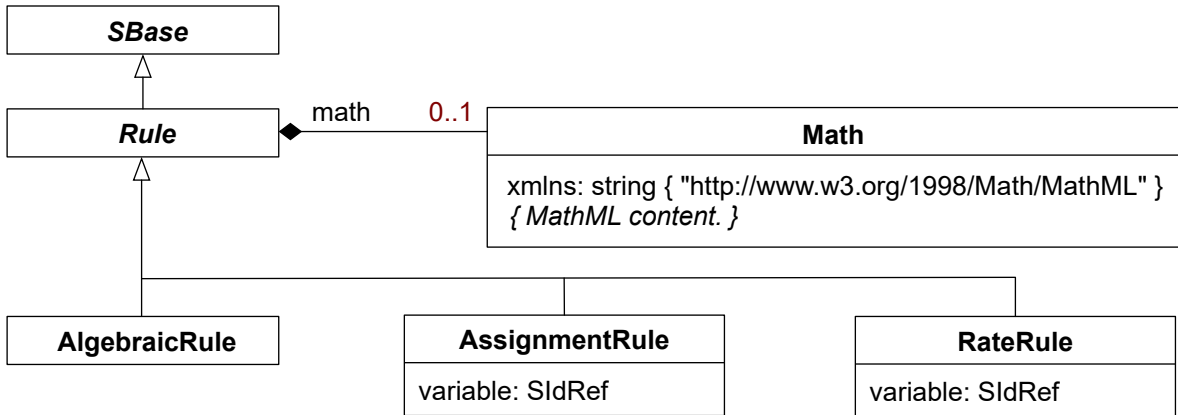 SBase
Rule
math 0..1
Math
xmlns: string { "http://www.w3.org/1998/Math/MathML" }
{ MathML content. }
AlgebraicRule
AssignmentRule
variable: SIdRef
RateRule
variable: SIdRef